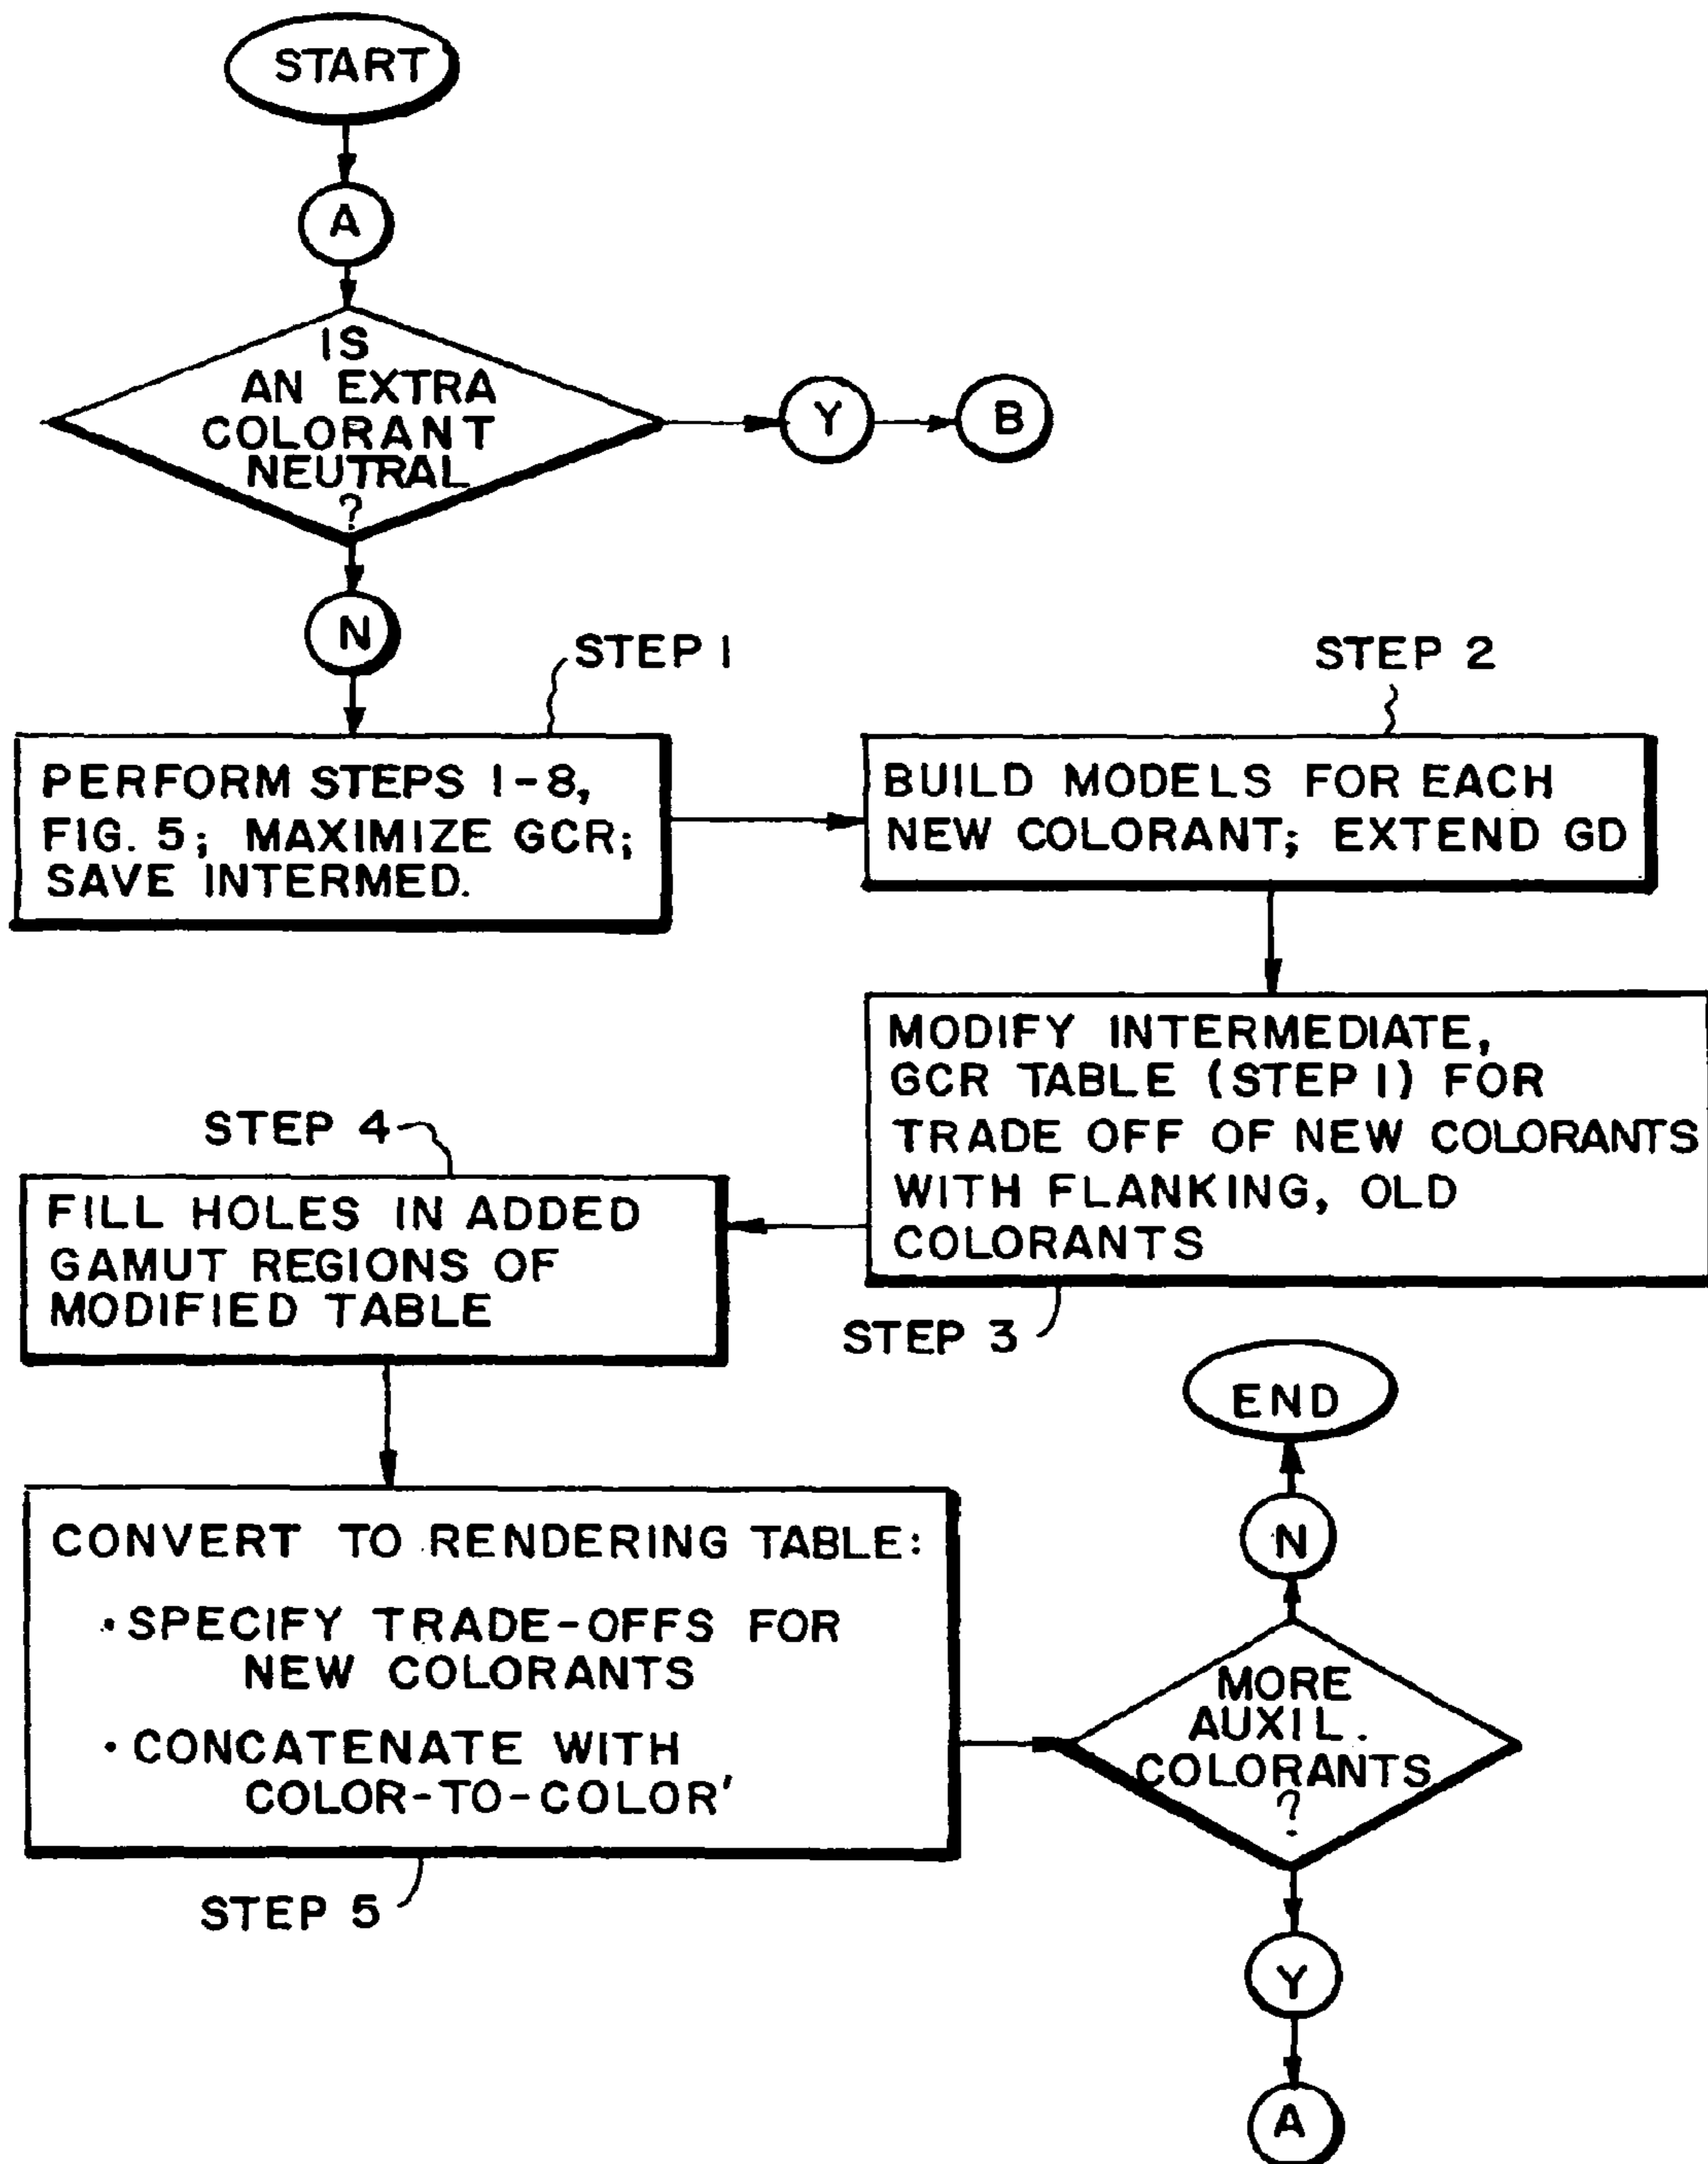 START
A
IS
AN EXTRA
COLORANT
NEUTRAL
?
Y
B
N
STEP 1
PERFORM STEPS 1-8,
FIG. 5; MAXIMIZE GCR;
SAVE INTERMED.
STEP 2
BUILD MODELS FOR EACH
NEW COLORANT; EXTEND GD
MODIFY INTERMEDIATE,
GCR TABLE (STEP 1) FOR
TRADE OFF OF NEW COLORANTS
WITH FLANKING, OLD
COLORANTS
STEP 3
STEP 4
FILL HOLES IN ADDED
GAMUT REGIONS OF
MODIFIED TABLE
CONVERT TO RENDERING TABLE:
• SPECIFY TRADE-OFFS FOR
NEW COLORANTS
• CONCATENATE WITH
COLOR-TO-COLOR'
STEP 5
END
N
MORE
AUXIL.
COLORANTS
?
Y
A